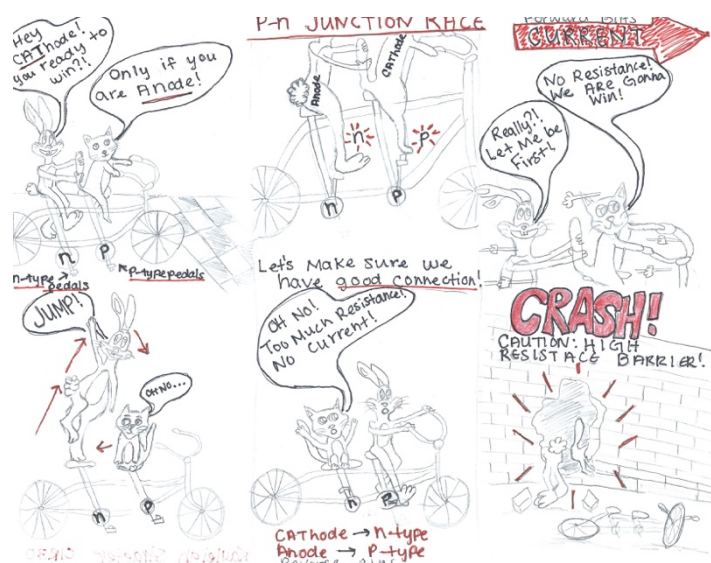 Hey
CAThode!
you ready to
win?!
Only if you
are Anode!
n
P
n-type
pedals
p-type pedals
P-n JUNCTION RACE
Anode
CAThode
n
p
n
P
Let's Make Sure we
have good connection!
Forward Bias
CURRENT
No Resistance!
We Are Gonna
Win!
Really?!
Let Me be
First!
JUMP!
OH NO...
n
P
OH No!
Too Much Resistance!
No Current!
n
P
CAThode → n-type
Anode → P-type
CRASH!
CAUTION: HIGH
RESISTACE BARRIER!